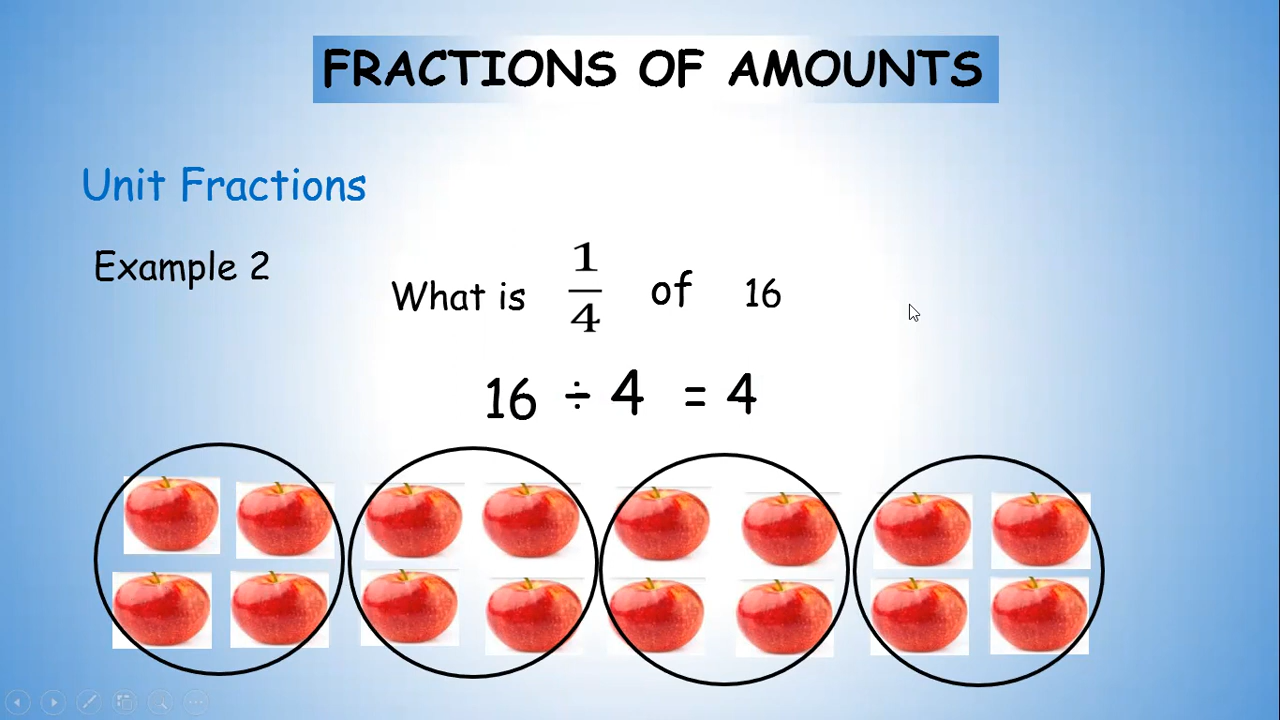 FRACTIONS OF AMOUNTS
Unit Fractions
Example 2
What is 1/4 of 16
16 ÷ 4 = 4